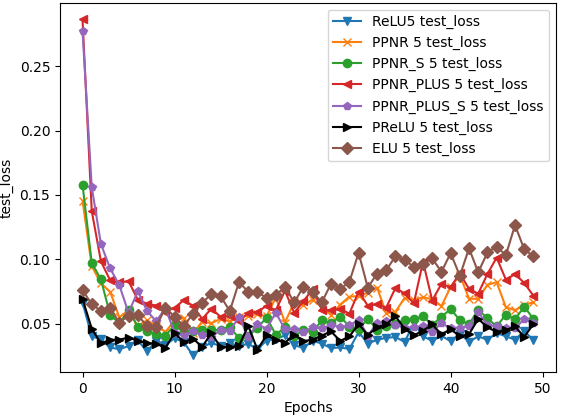 ReLU5 test_loss
PPNR 5 test_loss
PPNR_S 5 test_loss
PPNR_PLUS 5 test_loss
PPNR_PLUS_S 5 test_loss
PReLU 5 test_loss
ELU 5 test_loss
test_loss
0.25
0.20
0.15
0.10
0.05
0 10 20 30 40 50
Epochs